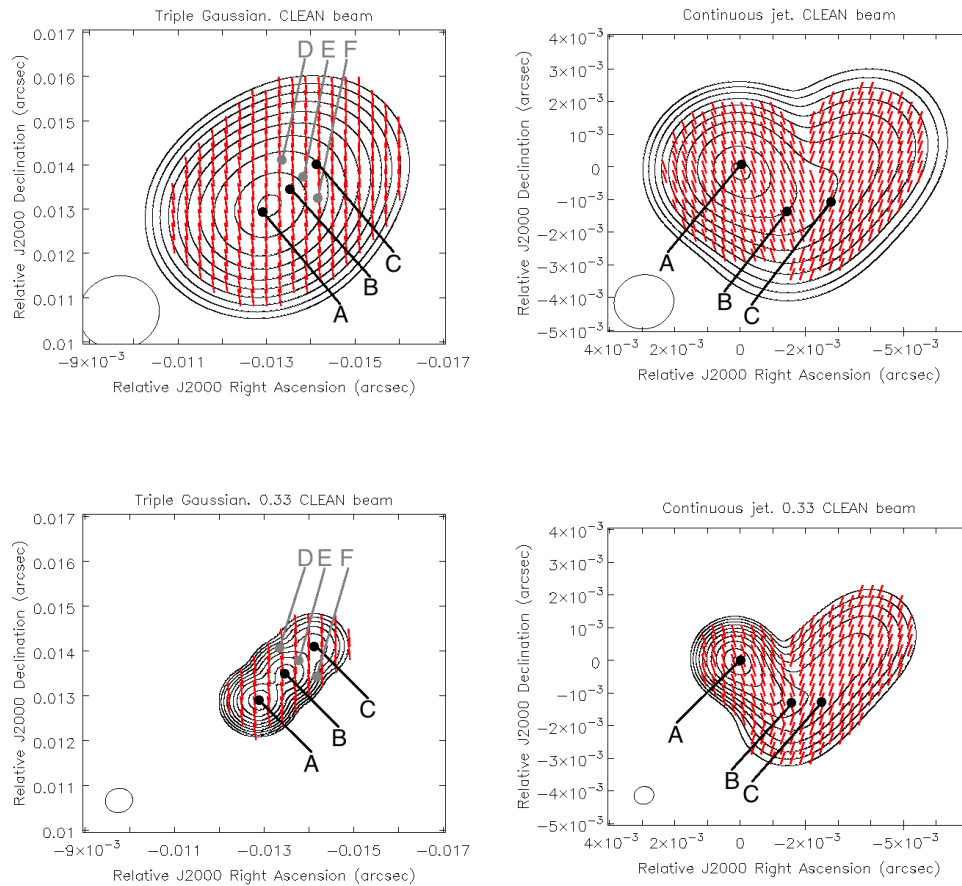 Triple Gaussian. CLEAN beam
0.017
0.016
0.015
0.014
0.013
0.012
0.011
0.01
Relative J2000 Declination (arcsec)
D E F
C
B
A
−9×10⁻³ −0.011 −0.013 −0.015 −0.017
Relative J2000 Right Ascension (arcsec)
Continuous jet. CLEAN beam
4×10⁻³
3×10⁻³
2×10⁻³
10⁻³
0
−10⁻³
−2×10⁻³
−3×10⁻³
−4×10⁻³
−5×10⁻³
Relative J2000 Declination (arcsec)
A
B
C
4×10⁻³ 2×10⁻³ 0 −2×10⁻³ −5×10⁻³
Relative J2000 Right Ascension (arcsec)
Triple Gaussian. 0.33 CLEAN beam
0.017
0.016
0.015
0.014
0.013
0.012
0.011
0.01
Relative J2000 Declination (arcsec)
D E F
C
B
A
−9×10⁻³ −0.011 −0.013 −0.015 −0.017
Relative J2000 Right Ascension (arcsec)
Continuous jet. 0.33 CLEAN beam
4×10⁻³
3×10⁻³
2×10⁻³
10⁻³
0
−10⁻³
−2×10⁻³
−3×10⁻³
−4×10⁻³
−5×10⁻³
Relative J2000 Declination (arcsec)
A
B
C
4×10⁻³ 2×10⁻³ 0 −2×10⁻³ −5×10⁻³
Relative J2000 Right Ascension (arcsec)